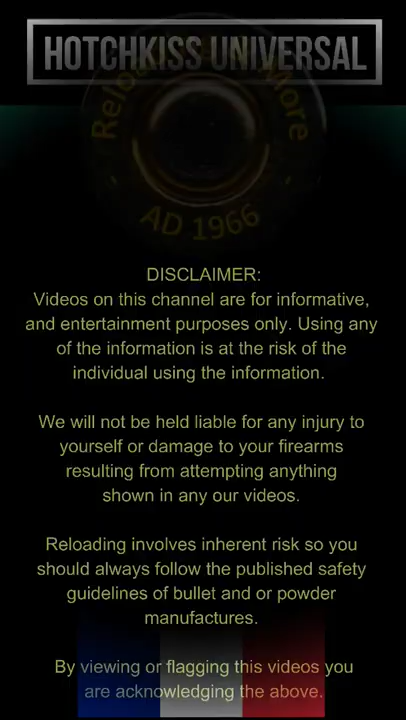 HOTCHKISS UNIVERSAL
Reload
More
AD 1966
DISCLAIMER:
Videos on this channel are for informative,
and entertainment purposes only. Using any
of the information is at the risk of the
individual using the information.
We will not be held liable for any injury to
yourself or damage to your firearms
resulting from attempting anything
shown in any our videos.
Reloading involves inherent risk so you
should always follow the published safety
guidelines of bullet and or powder
manufactures.
By viewing or flagging this videos you
are acknowledging the above.